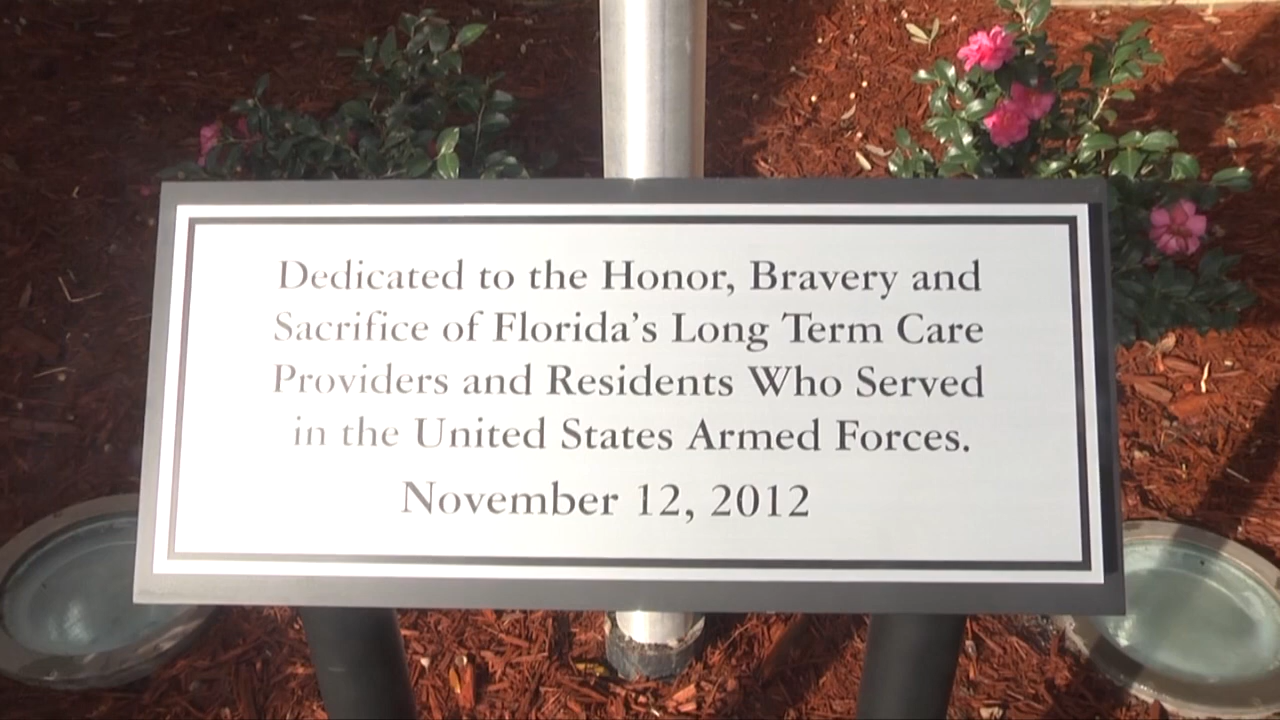 Dedicated to the Honor, Bravery and
Sacrifice of Florida's Long Term Care
Providers and Residents Who Served
in the United States Armed Forces.
November 12, 2012